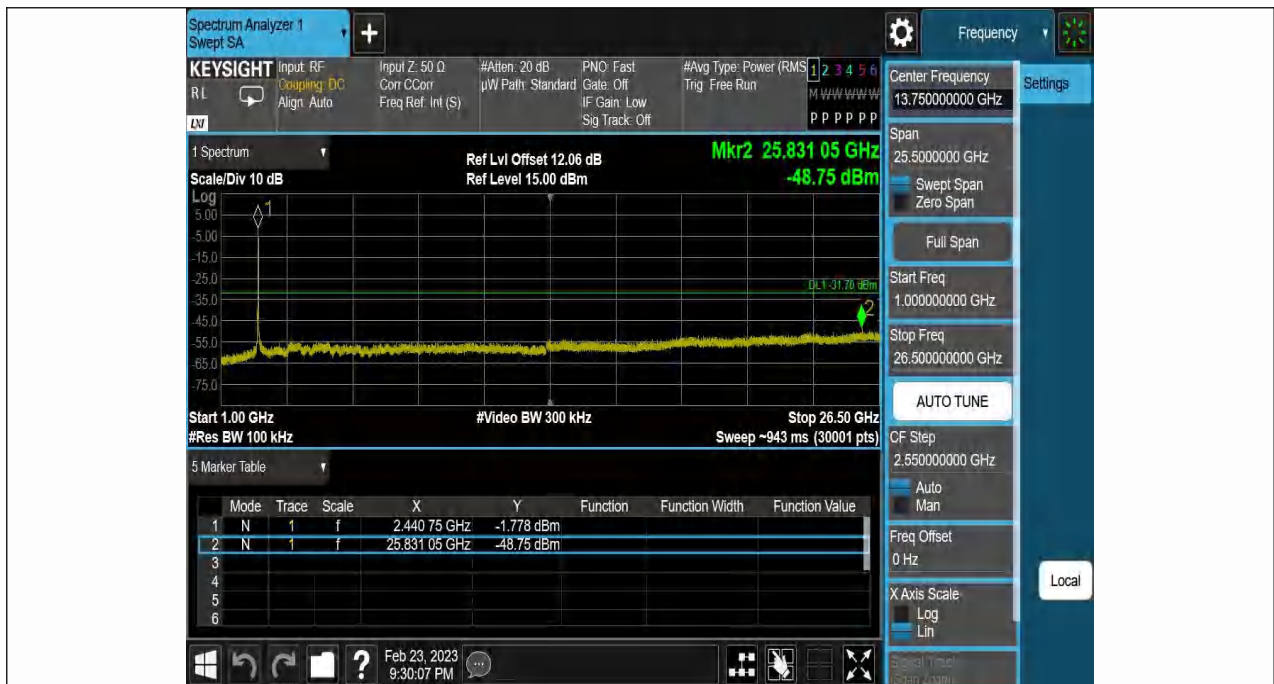 Spectrum Analyzer 1
Swept SA
+
Frequency
KEYSIGHT
RL
LXI
Input: RF
Coupling: DC
Align: Auto
Input Z: 50 Ω
Corr CCorr
Freq Ref: Int (S)
#Atten: 20 dB
µW Path: Standard
PNO: Fast
Gate: Off
IF Gain: Low
Sig Track: Off
#Avg Type: Power (RMS
Trig: Free Run
1 2 3 4 5 6
M W W W W W
P P P P P P
Center Frequency
13.750000000 GHz
Settings
Span
25.5000000 GHz
Swept Span
Zero Span
Full Span
Start Freq
1.000000000 GHz
Stop Freq
26.500000000 GHz
AUTO TUNE
CF Step
2.550000000 GHz
Auto
Man
Freq Offset
0 Hz
X Axis Scale
Log
Lin
Signal Track
(Span Zoom)
Local
1 Spectrum
Scale/Div 10 dB
Ref Lvl Offset 12.06 dB
Ref Level 15.00 dBm
Mkr2 25.831 05 GHz
-48.75 dBm
Log
5.00
-5.00
-15.0
-25.0
-35.0
-45.0
-55.0
-65.0
-75.0
1
DL1 -31.70 dBm
2
Start 1.00 GHz
#Video BW 300 kHz
Stop 26.50 GHz
#Res BW 100 kHz
Sweep ~943 ms (30001 pts)
5 Marker Table
Mode Trace Scale X Y Function Function Width Function Value
1 N 1 f 2.440 75 GHz -1.778 dBm
2 N 1 f 25.831 05 GHz -48.75 dBm
3
4
5
6
?
Feb 23, 2023
9:30:07 PM